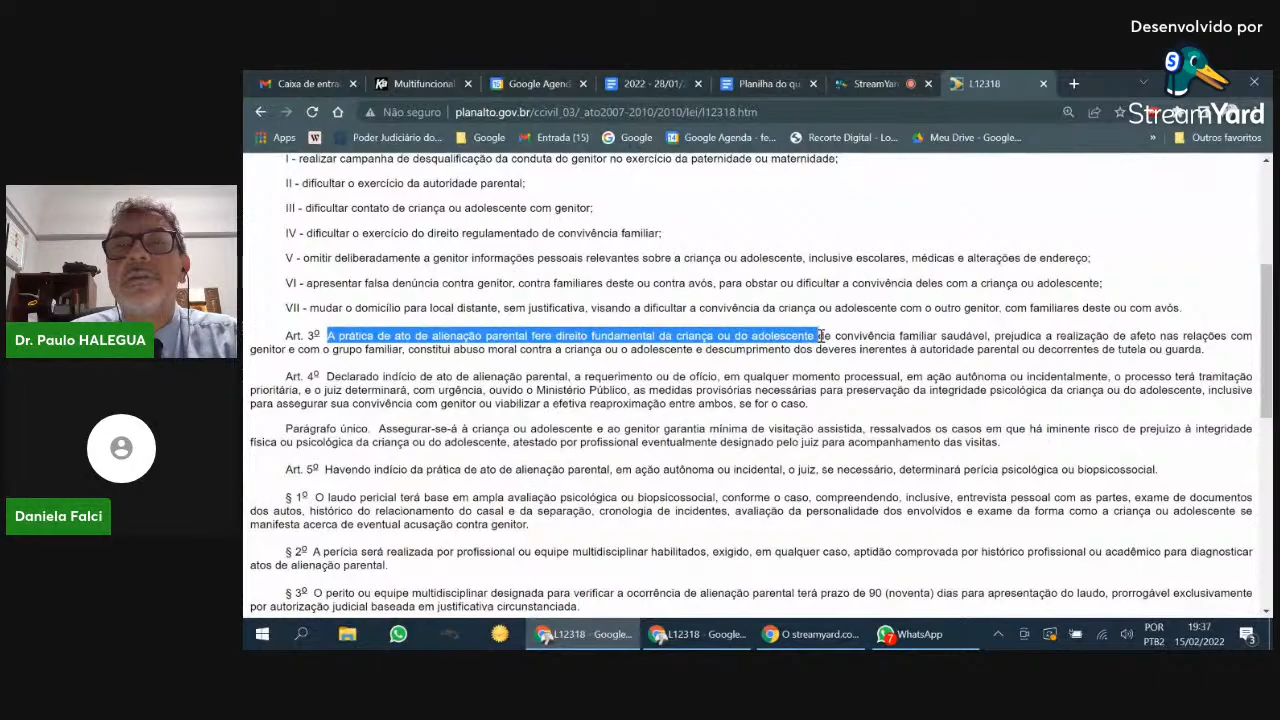 Desenvolvido por
StreamYard
Caixa de entra
Multifuncional
Google Agend
2022 - 28/01/
Planilha do qu
StreamYar
L12318
Não seguro
planalto.gov.br/ccivil_03/_ato2007-2010/2010/lei/l12318.htm
Apps
Poder Judiciário do...
Google
Entrada (15)
Google
Google Agenda - fe...
Recorte Digital - Lo...
Meu Drive - Google...
»
Outros favoritos
I - realizar campanha de desqualificação da conduta do genitor no exercício da paternidade ou maternidade;
II - dificultar o exercício da autoridade parental;
III - dificultar contato de criança ou adolescente com genitor;
IV - dificultar o exercício do direito regulamentado de convivência familiar;
V - omitir deliberadamente a genitor informações pessoais relevantes sobre a criança ou adolescente, inclusive escolares, médicas e alterações de endereço;
VI - apresentar falsa denúncia contra genitor, contra familiares deste ou contra avós, para obstar ou dificultar a convivência deles com a criança ou adolescente;
VII - mudar o domicílio para local distante, sem justificativa, visando a dificultar a convivência da criança ou adolescente com o outro genitor, com familiares deste ou com avós.
Art. 3º A prática de ato de alienação parental fere direito fundamental da criança ou do adolescente de convivência familiar saudável, prejudica a realização de afeto nas relações com
genitor e com o grupo familiar, constitui abuso moral contra a criança ou o adolescente e descumprimento dos deveres inerentes à autoridade parental ou decorrentes de tutela ou guarda.
Art. 4º Declarado indício de ato de alienação parental, a requerimento ou de ofício, em qualquer momento processual, em ação autônoma ou incidentalmente, o processo terá tramitação
prioritária, e o juiz determinará, com urgência, ouvido o Ministério Público, as medidas provisórias necessárias para preservação da integridade psicológica da criança ou do adolescente, inclusive
para assegurar sua convivência com genitor ou viabilizar a efetiva reaproximação entre ambos, se for o caso.
Parágrafo único. Assegurar-se-á à criança ou adolescente e ao genitor garantia mínima de visitação assistida, ressalvados os casos em que há iminente risco de prejuízo à integridade
física ou psicológica da criança ou do adolescente, atestado por profissional eventualmente designado pelo juiz para acompanhamento das visitas.
Art. 5º Havendo indício da prática de ato de alienação parental, em ação autônoma ou incidental, o juiz, se necessário, determinará perícia psicológica ou biopsicossocial.
§ 1º O laudo pericial terá base em ampla avaliação psicológica ou biopsicossocial, conforme o caso, compreendendo, inclusive, entrevista pessoal com as partes, exame de documentos
dos autos, histórico do relacionamento do casal e da separação, cronologia de incidentes, avaliação da personalidade dos envolvidos e exame da forma como a criança ou adolescente se
manifesta acerca de eventual acusação contra genitor.
§ 2º A perícia será realizada por profissional ou equipe multidisciplinar habilitados, exigido, em qualquer caso, aptidão comprovada por histórico profissional ou acadêmico para diagnosticar
atos de alienação parental.
§ 3º O perito ou equipe multidisciplinar designada para verificar a ocorrência de alienação parental terá prazo de 90 (noventa) dias para apresentação do laudo, prorrogável exclusivamente
por autorização judicial baseada em justificativa circunstanciada.
Dr. Paulo HALEGUA
Daniela Falci
L12318 - Google...
L12318 - Google...
O streamyard.co...
7
WhatsApp
POR
PTB2
19:37
15/02/2022
3